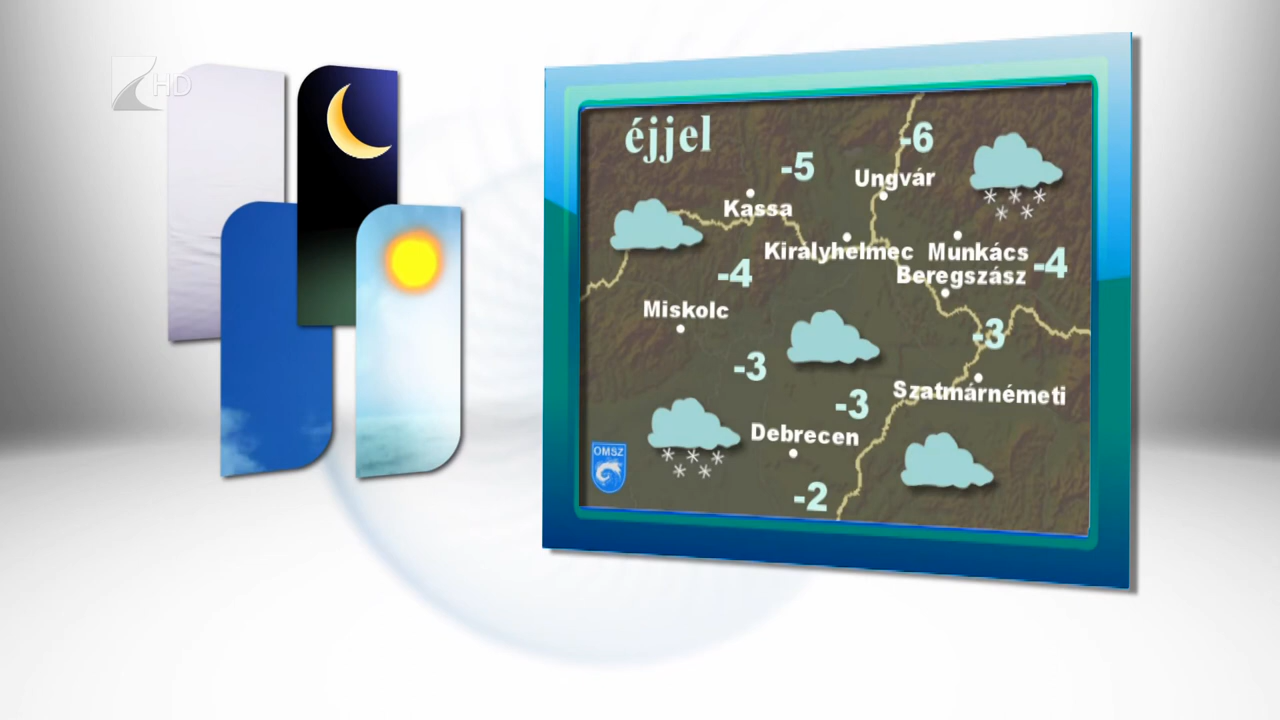 HD
éjjel
-6
-5
Ungvár
Kassa
Királyhelmec
Munkács
-4
Beregszász
-4
Miskolc
-3
-3
-3
Szatmárnémeti
Debrecen
OMSZ
-2